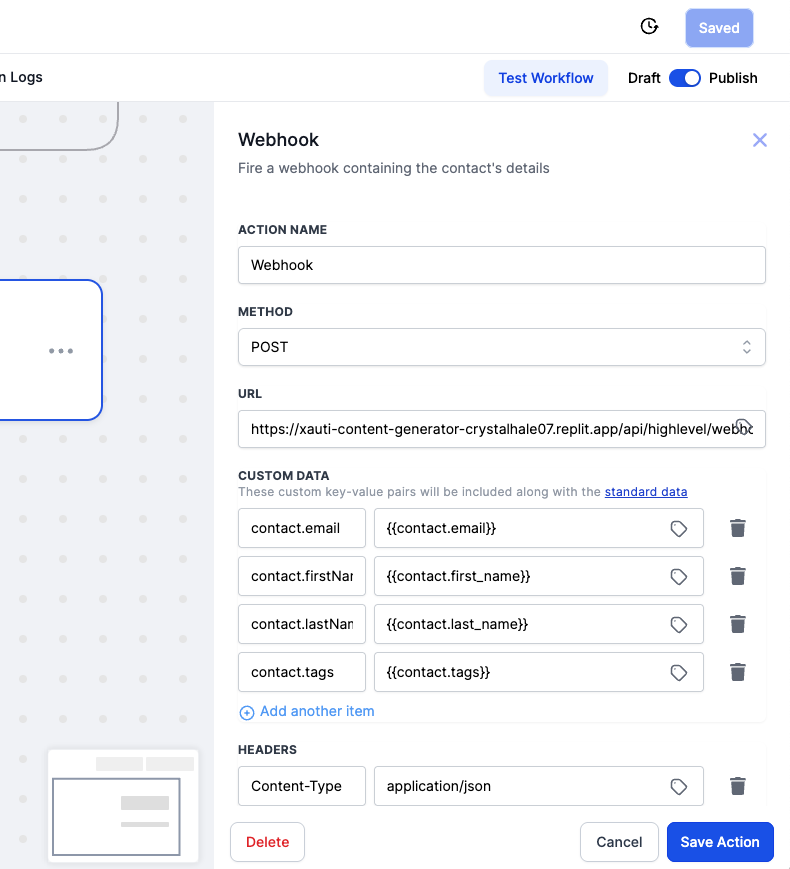 Saved
n Logs
Test Workflow
Draft
Publish
Webhook
Fire a webhook containing the contact's details
ACTION NAME
Webhook
METHOD
POST
URL
https://xauti-content-generator-crystalhale07.replit.app/api/highlevel/webhc
CUSTOM DATA
These custom key-value pairs will be included along with the standard data
contact.email {{contact.email}}
contact.firstNar {{contact.first_name}}
contact.lastNan {{contact.last_name}}
contact.tags {{contact.tags}}
Add another item
HEADERS
Content-Type application/json
Delete
Cancel
Save Action